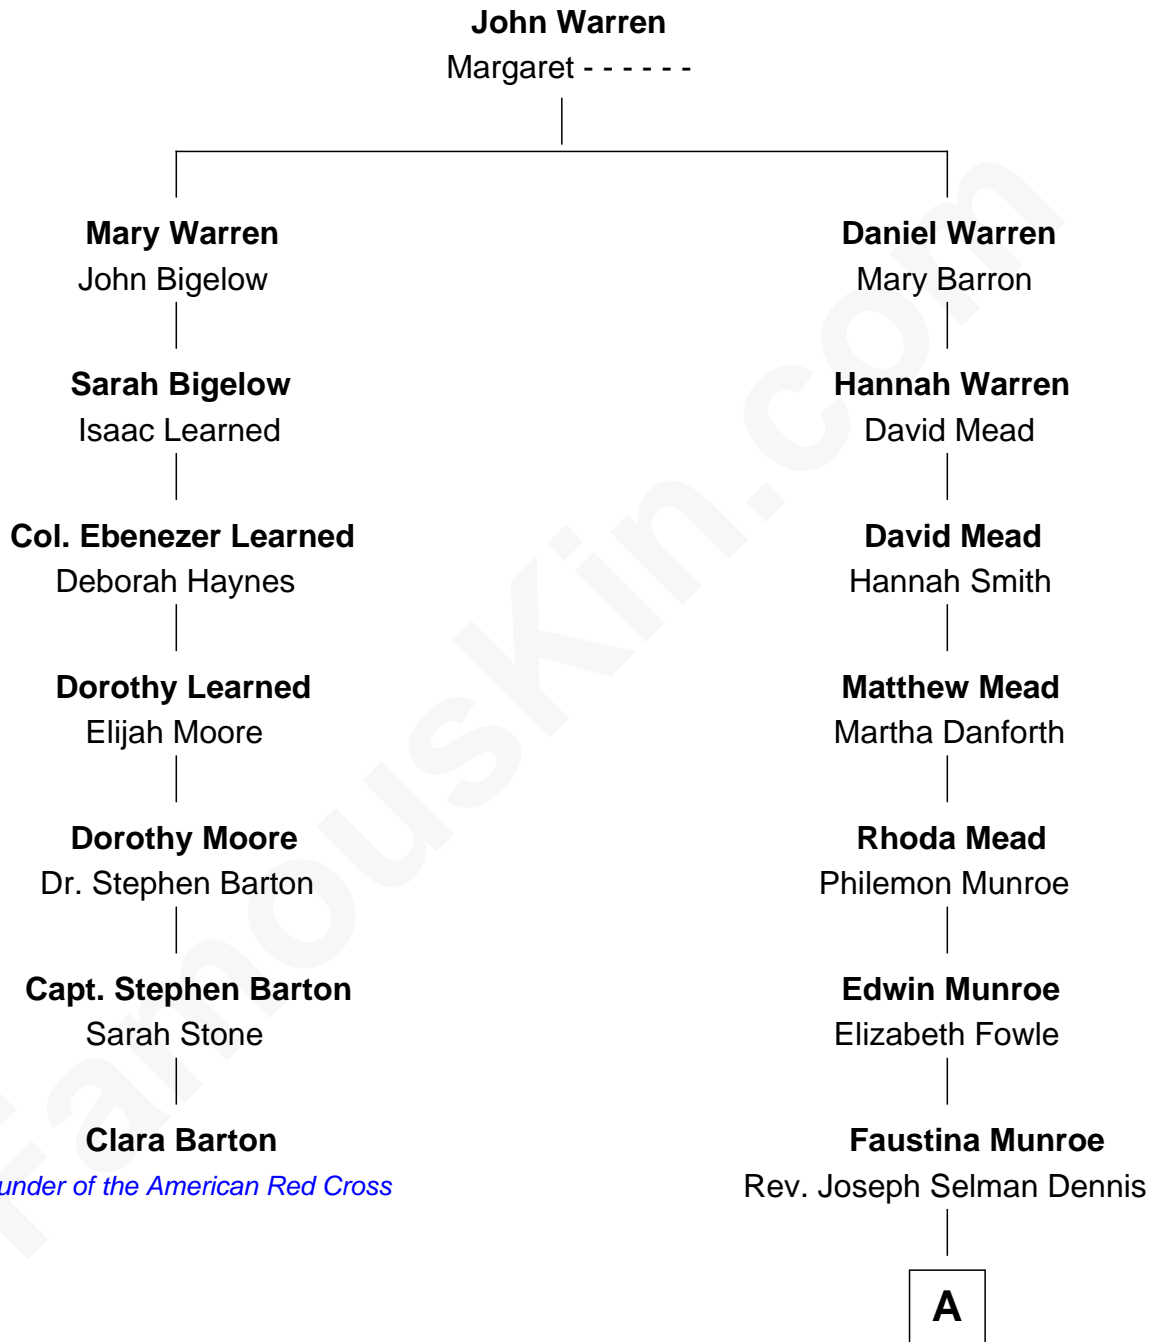 John Warren
Margaret - - - - - -
Mary Warren
John Bigelow
Sarah Bigelow
Isaac Learned
Col. Ebenezer Learned
Deborah Haynes
Dorothy Learned
Elijah Moore
Dorothy Moore
Dr. Stephen Barton
Capt. Stephen Barton
Sarah Stone
Clara Barton
under of the American Red Cross
Daniel Warren
Mary Barron
Hannah Warren
David Mead
David Mead
Hannah Smith
Matthew Mead
Martha Danforth
Rhoda Mead
Philemon Munroe
Edwin Munroe
Elizabeth Fowle
Faustina Munroe
Rev. Joseph Selman Dennis
A
FamousKin.com